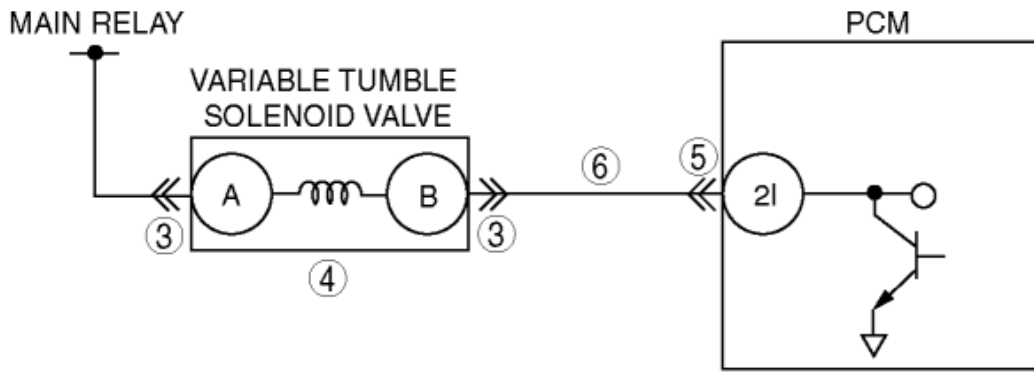 MAIN RELAY
PCM
VARIABLE TUMBLE
SOLENOID VALVE
A
B
⑥
⑤
2I
③
③
④